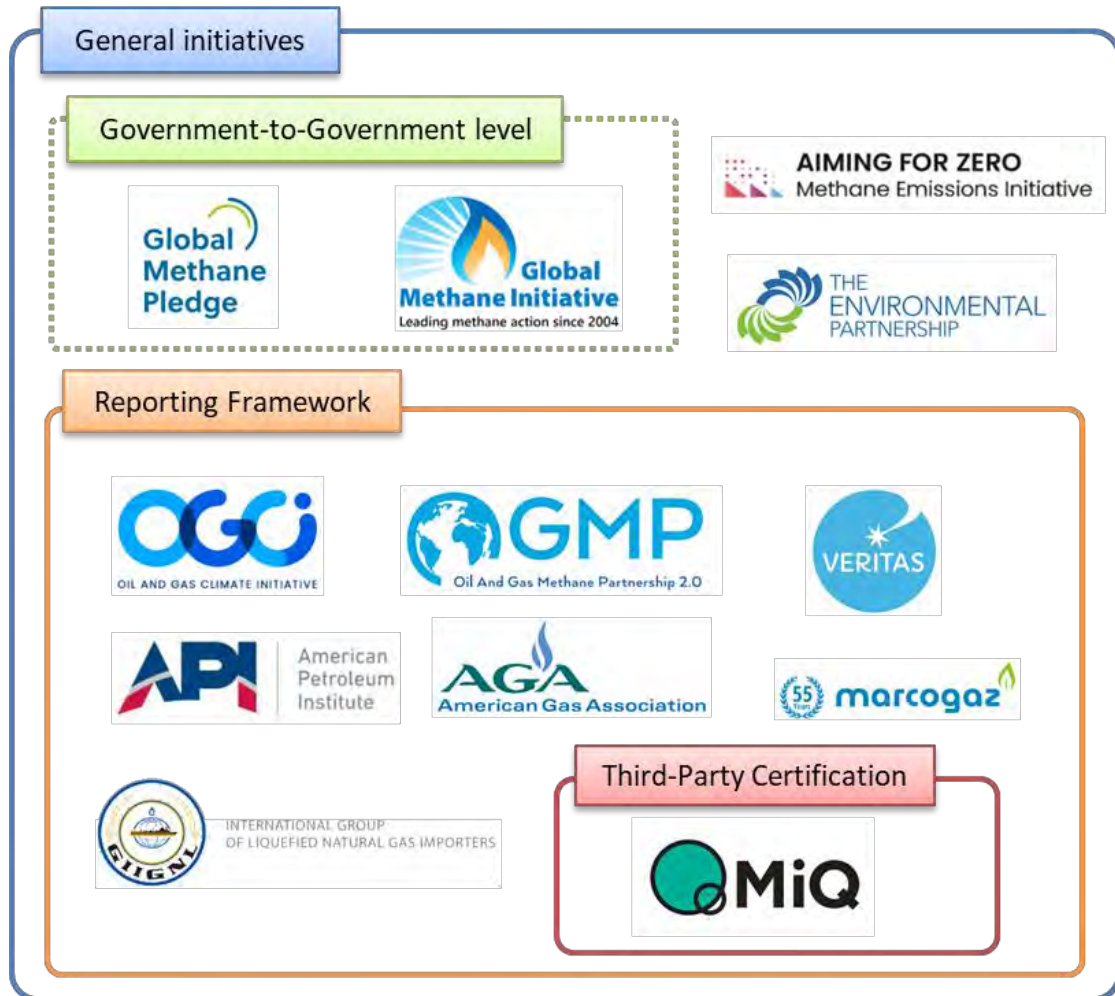 General initiatives
Government-to-Government level
Global
Methane
Pledge
Global
Methane Initiative
Leading methane action since 2004
AIMING FOR ZERO
Methane Emissions Initiative
THE
ENVIRONMENTAL
PARTNERSHIP
Reporting Framework
OGCi
OIL AND GAS CLIMATE INITIATIVE
OGMP
Oil And Gas Methane Partnership 2.0
VERITAS
API
American
Petroleum
Institute
AGA
American Gas Association
55
Years
marcogaz
GIIGNL
INTERNATIONAL GROUP
OF LIQUEFIED NATURAL GAS IMPORTERS
Third-Party Certification
MiQ